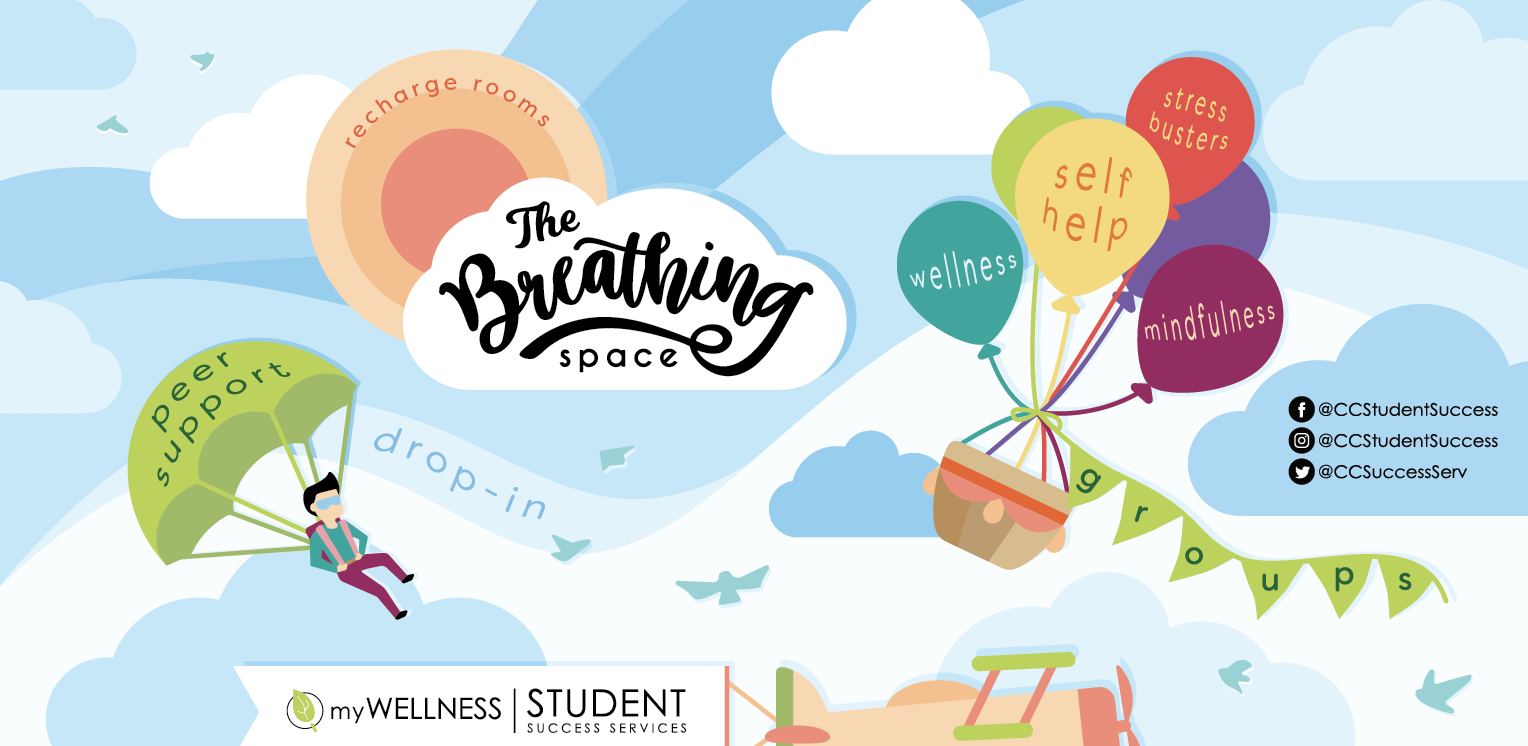 recharge rooms
The
Breathing
space
stress
busters
self
help
wellness
mindfulness
peer
support
drop-in
@CCStudentSuccess
@CCStudentSuccess
@CCSuccessServ
groups
myWELLNESS | STUDENT
SUCCESS SERVICES